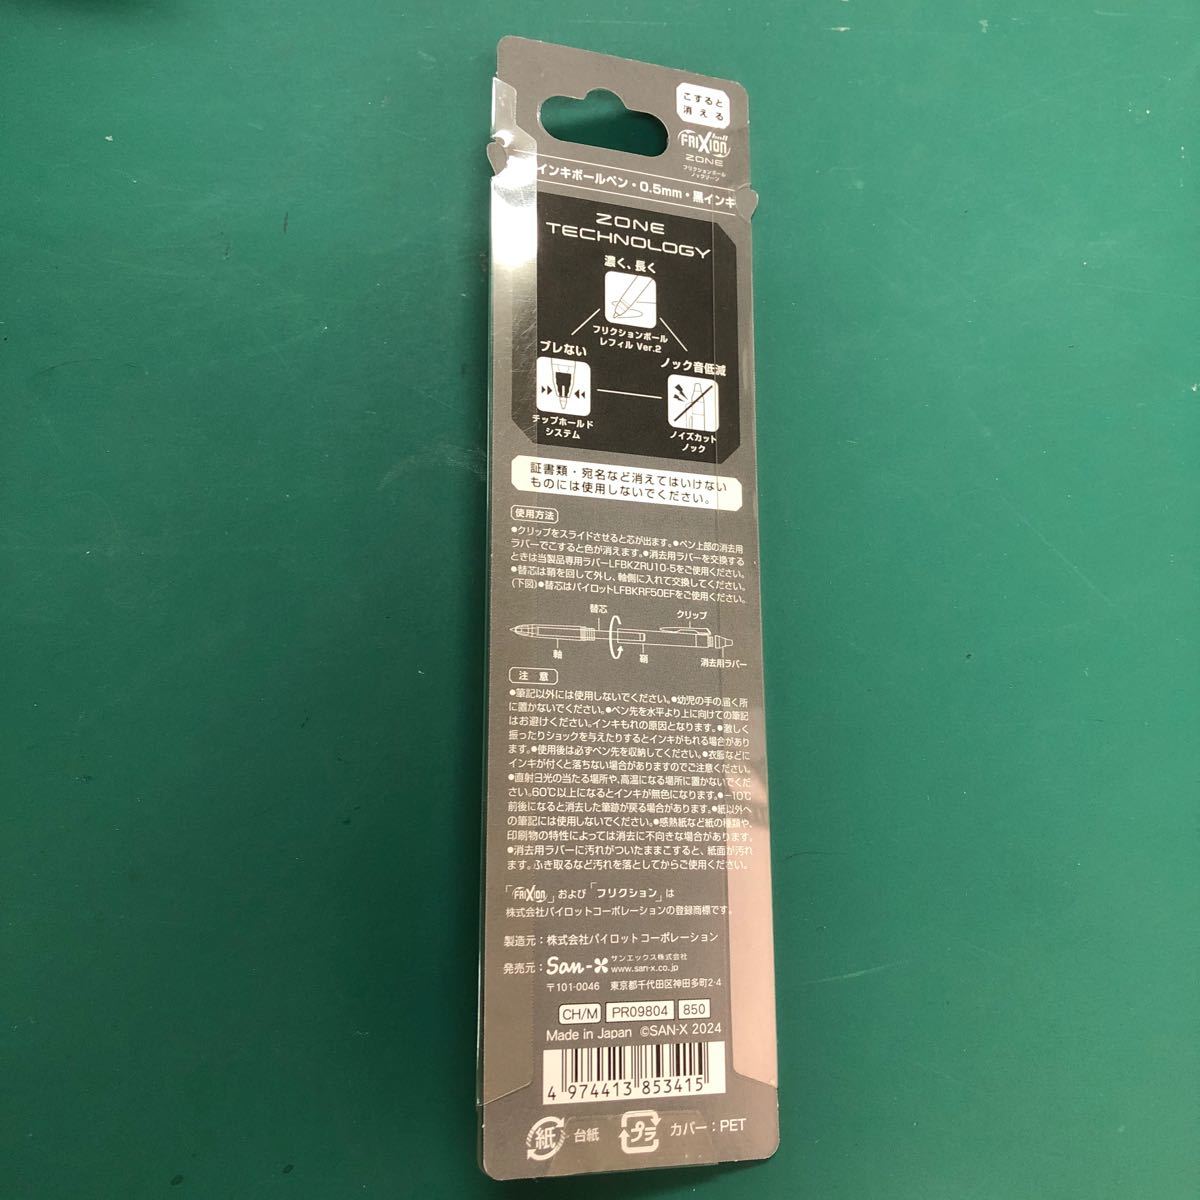 こすると
消える
FRIXION ball
ZONE
フリクションボール
ノックゾーン
インキボールペン・0.5mm・黒インキ
ZONE
TECHNOLOGY
濃く、長く
フリクションボール
レフィル Ver.2
ブレない
ノック音低減
チップホールド
システム
ノイズカット
ノック
証書類・宛名など消えてはいけない
ものには使用しないでください。
使用方法
●クリップをスライドさせると芯が出ます。●ペン上部の消去用
ラバーでこすると色が消えます。●消去用ラバーを交換する
ときは当製品専用ラバーLFBKZRU10-5をご使用ください。
●替芯は鞘を回して外し、軸側に入れて交換してください。
(下図)●替芯はパイロットLFBKRF50EFをご使用ください。
替芯
クリップ
軸
鞘
消去用ラバー
注 意
●筆記以外には使用しないでください。●幼児の手の届く所
に置かないでください。●ペン先を水平より上に向けての筆記
はお避けください。インキもれの原因となります。●激しく
振ったりショックを与えたりするとインキがもれる場合があり
ます。●使用後は必ずペン先を収納してください。●衣服などに
インキが付くと落ちない場合がありますのでご注意ください。
●直射日光の当たる場所や、高温になる場所に置かないでくだ
さい。60℃以上になるとインキが無色になります。●-10℃
前後になると消去した筆跡が戻る場合があります。●紙以外へ
の筆記には使用しないでください。●感熱紙など紙の種類や、
印刷物の特性によっては消去に不向きな場合があります。
●消去用ラバーに汚れがついたままこすると、紙面が汚れ
ます。ふき取るなど汚れを落としてからご使用ください。
「FRIXION」および「フリクション」は
株式会社パイロットコーポレーションの登録商標です。
製造元：株式会社パイロットコーポレーション
発売元：San-X サンエックス株式会社
www.san-x.co.jp
〒101-0046 東京都千代田区神田多町2-4
CH/M PR09804 850
Made in Japan ©SAN-X 2024
4 974413 853415
紙 台紙 プラ カバー：PET